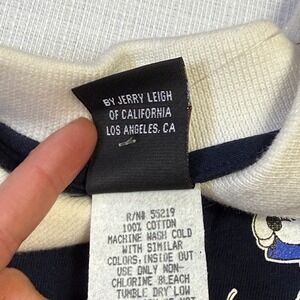 BY JERRY LEIGH
OF CALIFORNIA
LOS ANGELES, CA
R/N# 55219
100% COTTON
MACHINE WASH COLD
WITH SIMILAR
COLORS, INSIDE OUT
USE ONLY NON-
CHLORINE BLEACH
TUMBLE DRY LOW